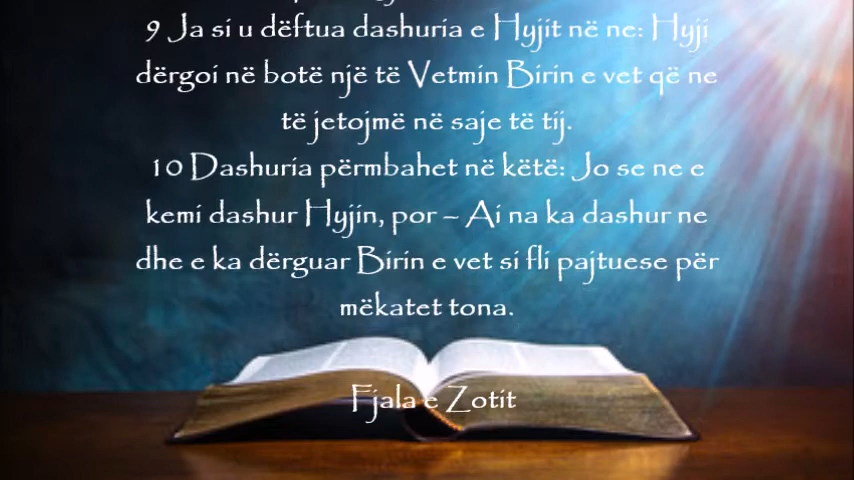 9 Ja si u dëftua dashuria e Hyjit në ne: Hyji
dërgoi në botë një të Vetmin Birin e vet që ne
të jetojmë në saje të tij.
10 Dashuria përmbahet në këtë: Jo se ne e
kemi dashur Hyjin, por – Ai na ka dashur ne
dhe e ka dërguar Birin e vet si fli pajtuese për
mëkatet tona.
Fjala e Zotit